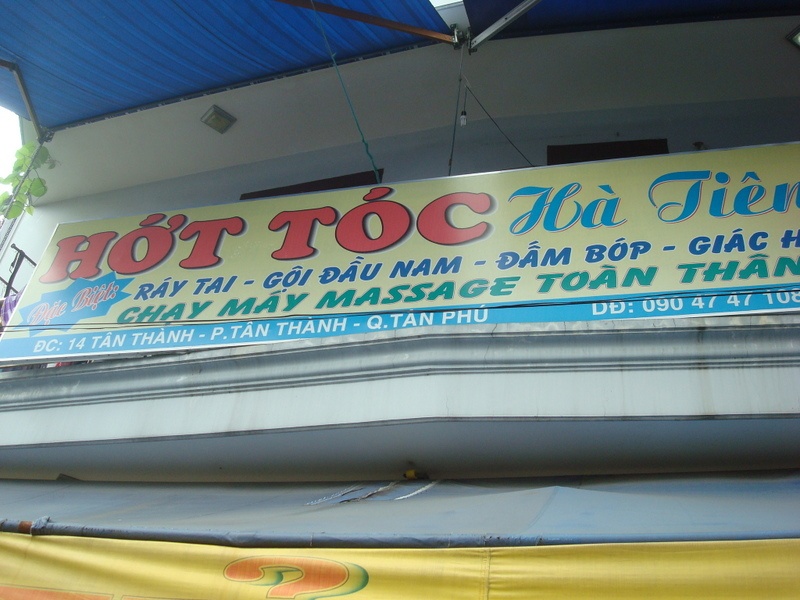 HỚT TÓC Hà Tiên
Đặc Biệt:
RÁY TAI - GỘI ĐẦU NAM - ĐẤM BÓP - GIÁC H
CHẠY MÁY MASSAGE TOÀN THÂN
ĐC: 14 TÂN THÀNH - P.TÂN THÀNH - Q.TÂN PHÚ
DĐ: 090 47 47 108